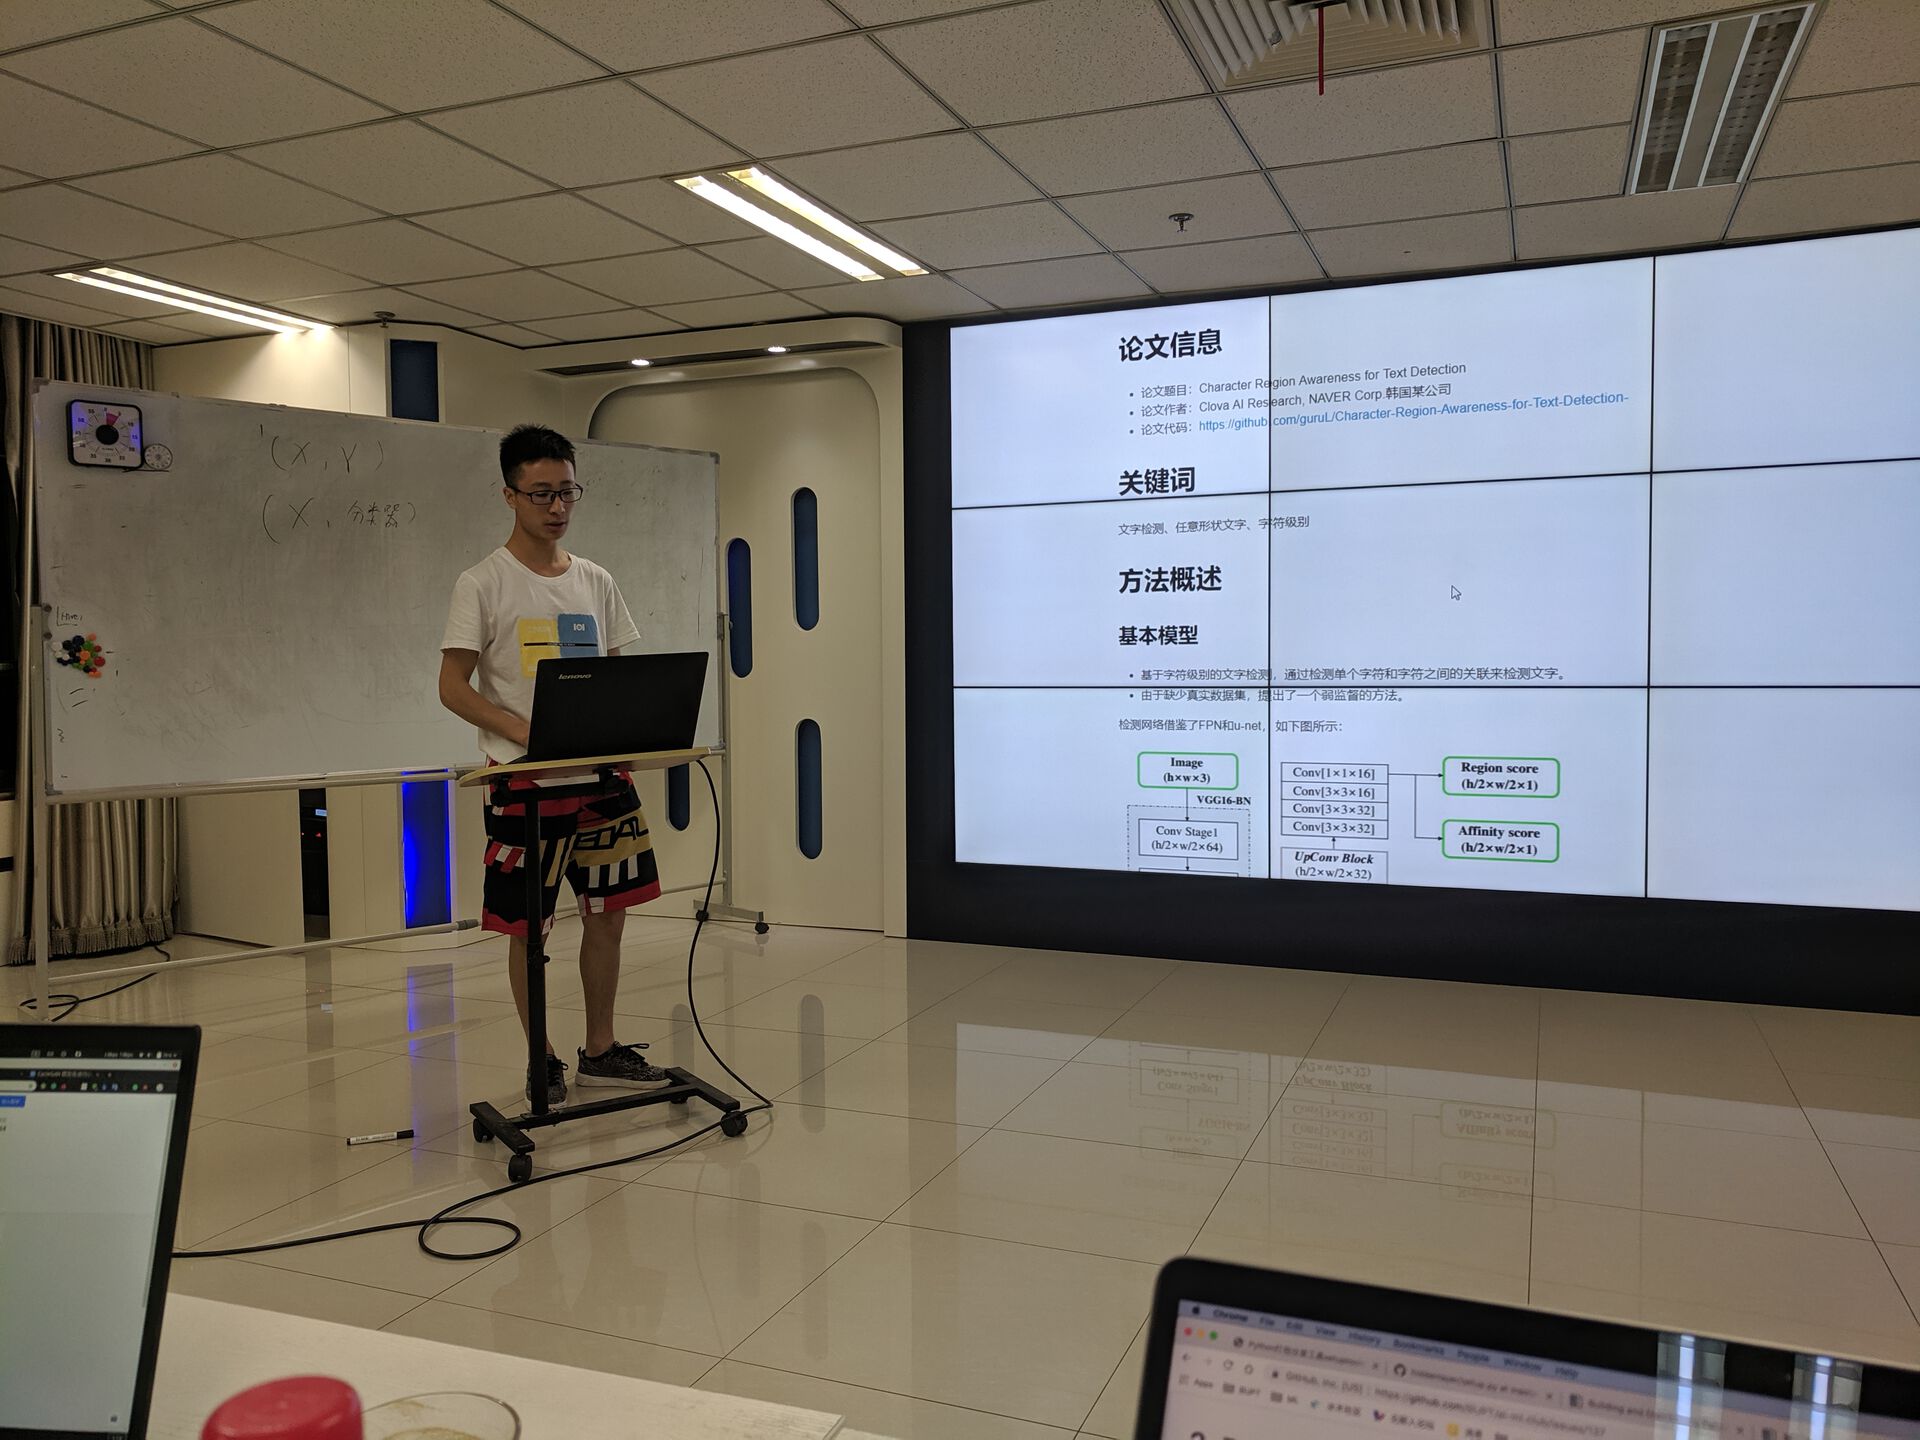 (X, Y)
(X, 分类器)
lenovo
论文信息
论文题目：Character Region Awareness for Text Detection
论文作者：Clova AI Research, NAVER Corp.韩国某公司
论文代码：https://github.com/guruL/Character-Region-Awareness-for-Text-Detection-
关键词
文字检测、任意形状文字、字符级别
方法概述
基本模型
基于字符级别的文字检测，通过检测单个字符和字符之间的关联来检测文字。
由于缺少真实数据集，提出了一个弱监督的方法。
检测网络借鉴了FPN和u-net，如下图所示：
Image
(h×w×3)
VGG16-BN
Conv Stage1
(h/2×w/2×64)
Conv[1×1×16]
Conv[3×3×16]
Conv[3×3×32]
Conv[3×3×32]
UpConv Block
(h/2×w/2×32)
Region score
(h/2×w/2×1)
Affinity score
(h/2×w/2×1)
Chrome File Edit View History Bookmarks People Window Help